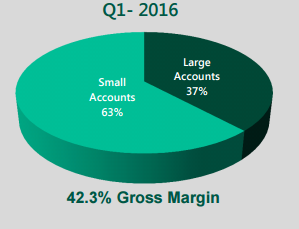 Q1- 2016
Large
Accounts
37%
Small
Accounts
63%
42.3% Gross Margin